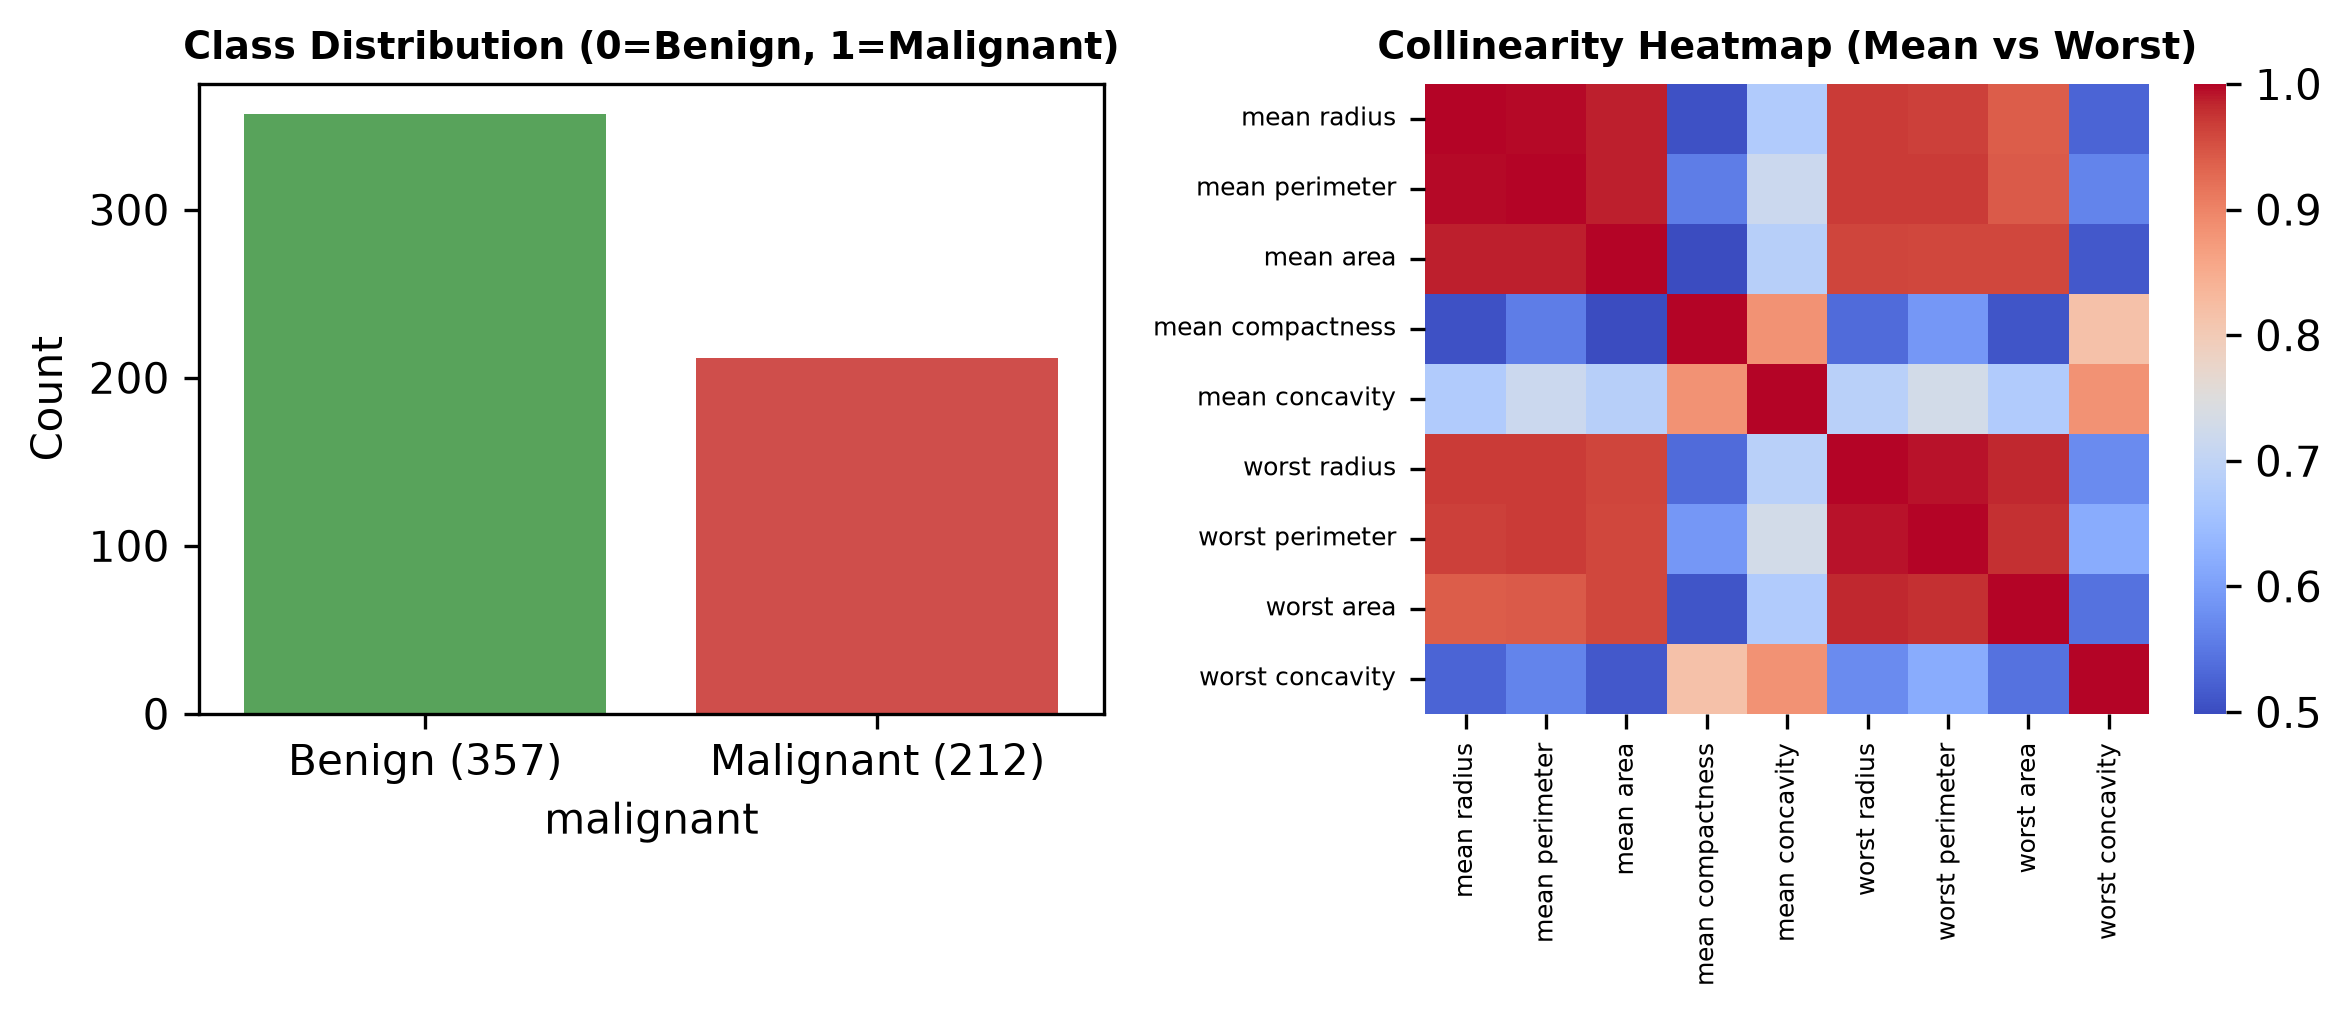 Class Distribution (0=Benign, 1=Malignant)
Count
300
200
100
0
Benign (357)
Malignant (212)
malignant
Collinearity Heatmap (Mean vs Worst)
mean radius
mean perimeter
mean area
mean compactness
mean concavity
worst radius
worst perimeter
worst area
worst concavity
mean radius
mean perimeter
mean area
mean compactness
mean concavity
worst radius
worst perimeter
worst area
worst concavity
1.0
0.9
0.8
0.7
0.6
0.5